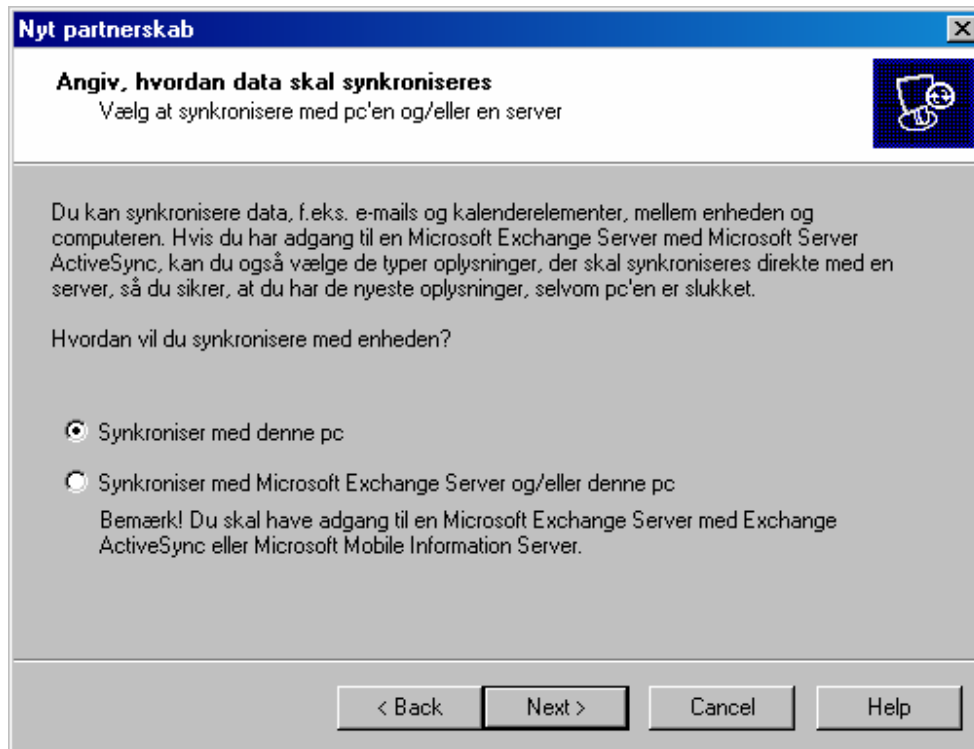 Nyt partnerskab
Angiv, hvordan data skal synkroniseres
Vælg at synkronisere med pc'en og/eller en server
Du kan synkronisere data, f.eks. e-mails og kalenderelementer, mellem enheden og
computeren. Hvis du har adgang til en Microsoft Exchange Server med Microsoft Server
ActiveSync, kan du også vælge de typer oplysninger, der skal synkroniseres direkte med en
server, så du sikrer, at du har de nyeste oplysninger, selvom pc'en er slukket.
Hvordan vil du synkronisere med enheden?
Synkroniser med denne pc
Synkroniser med Microsoft Exchange Server og/eller denne pc
Bemærk! Du skal have adgang til en Microsoft Exchange Server med Exchange
ActiveSync eller Microsoft Mobile Information Server.
< Back Next > Cancel Help